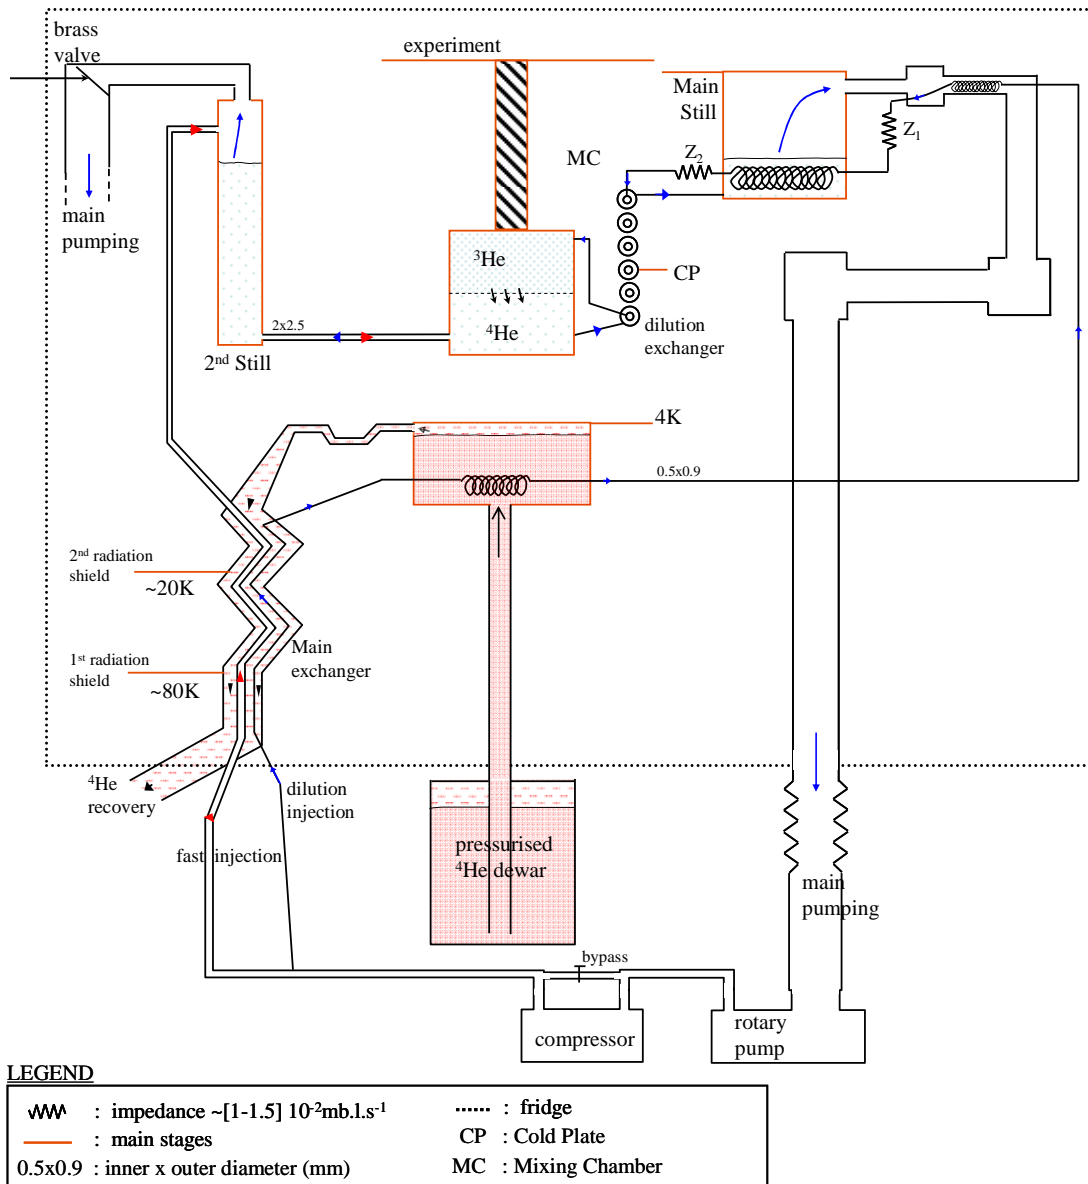 brass
valve
experiment
Main
Still
Z1
Z2
MC
main
pumping
³He
CP
⁴He
2x2.5
dilution
exchanger
2nd Still
4K
0.5x0.9
2nd radiation
shield
~20K
Main
exchanger
1st radiation
shield
~80K
⁴He
recovery
dilution
injection
fast injection
pressurised
⁴He dewar
main
pumping
bypass
compressor
rotary
pump
LEGEND
: impedance ~[1-1.5] 10⁻²mb.l.s⁻¹
: fridge
: main stages
CP : Cold Plate
0.5x0.9 : inner x outer diameter (mm)
MC : Mixing Chamber